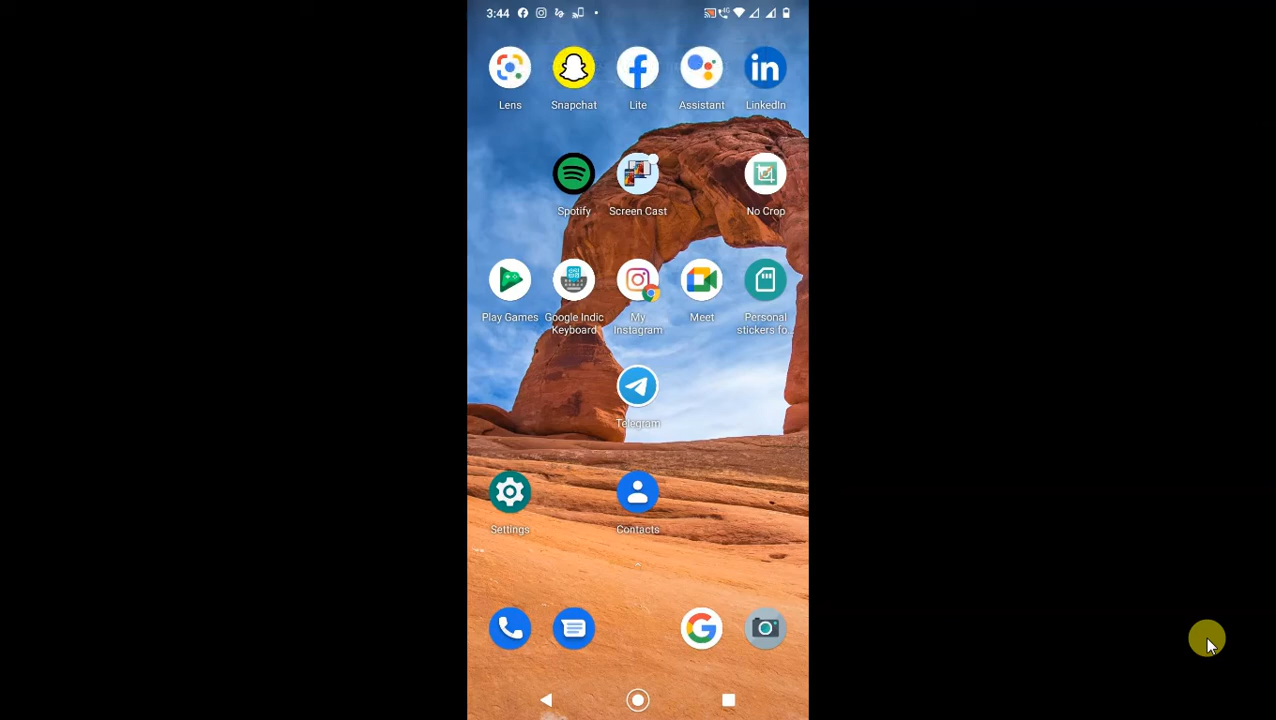 3:44
4G
Lens
Snapchat
Lite
Assistant
LinkedIn
Spotify
Screen Cast
No Crop
Play Games
Google Indic
Keyboard
My
Instagram
Meet
Personal
stickers fo...
Telegram
Settings
Contacts